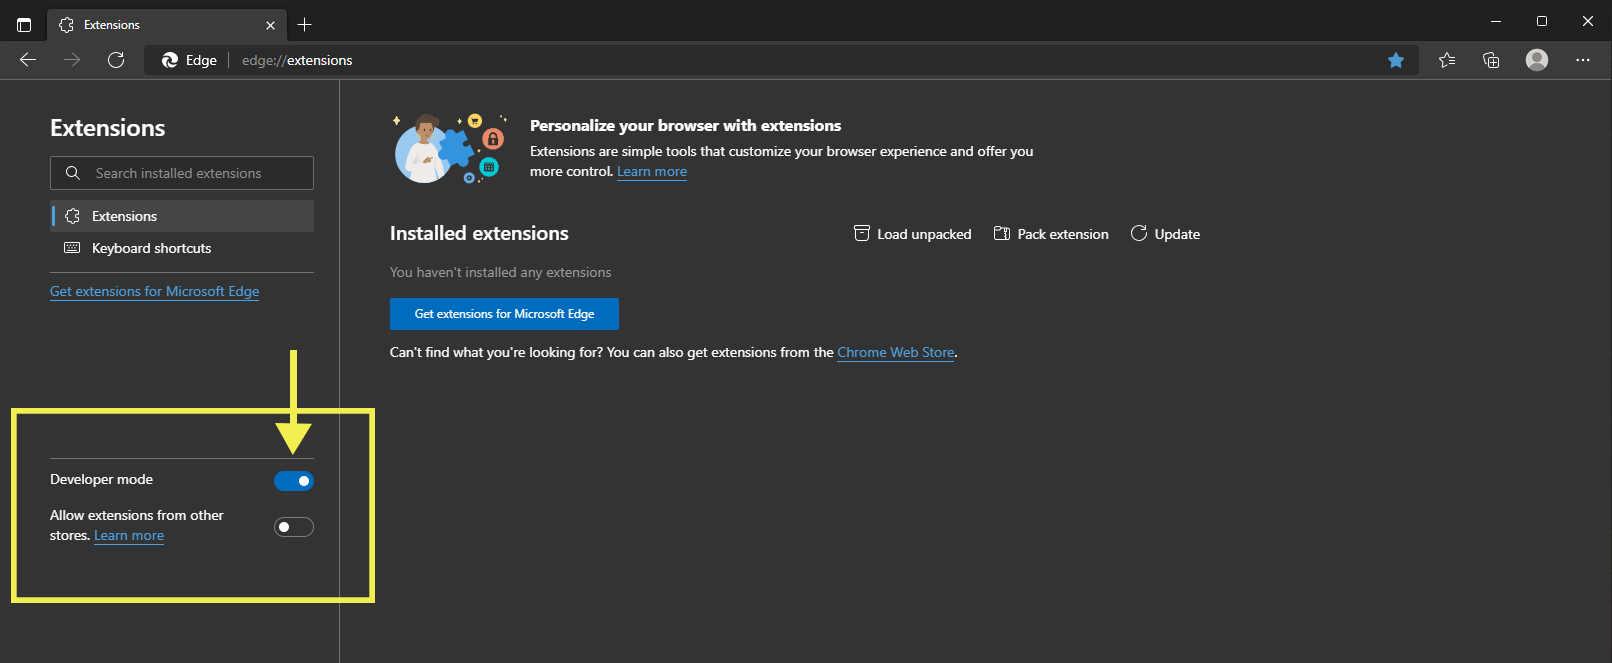 Extensions
Edge
edge://extensions
Extensions
Search installed extensions
Extensions
Keyboard shortcuts
Get extensions for Microsoft Edge
Developer mode
Allow extensions from other
stores. Learn more
Personalize your browser with extensions
Extensions are simple tools that customize your browser experience and offer you
more control. Learn more
Installed extensions
Load unpacked
Pack extension
Update
You haven't installed any extensions
Get extensions for Microsoft Edge
Can't find what you're looking for? You can also get extensions from the Chrome Web Store.